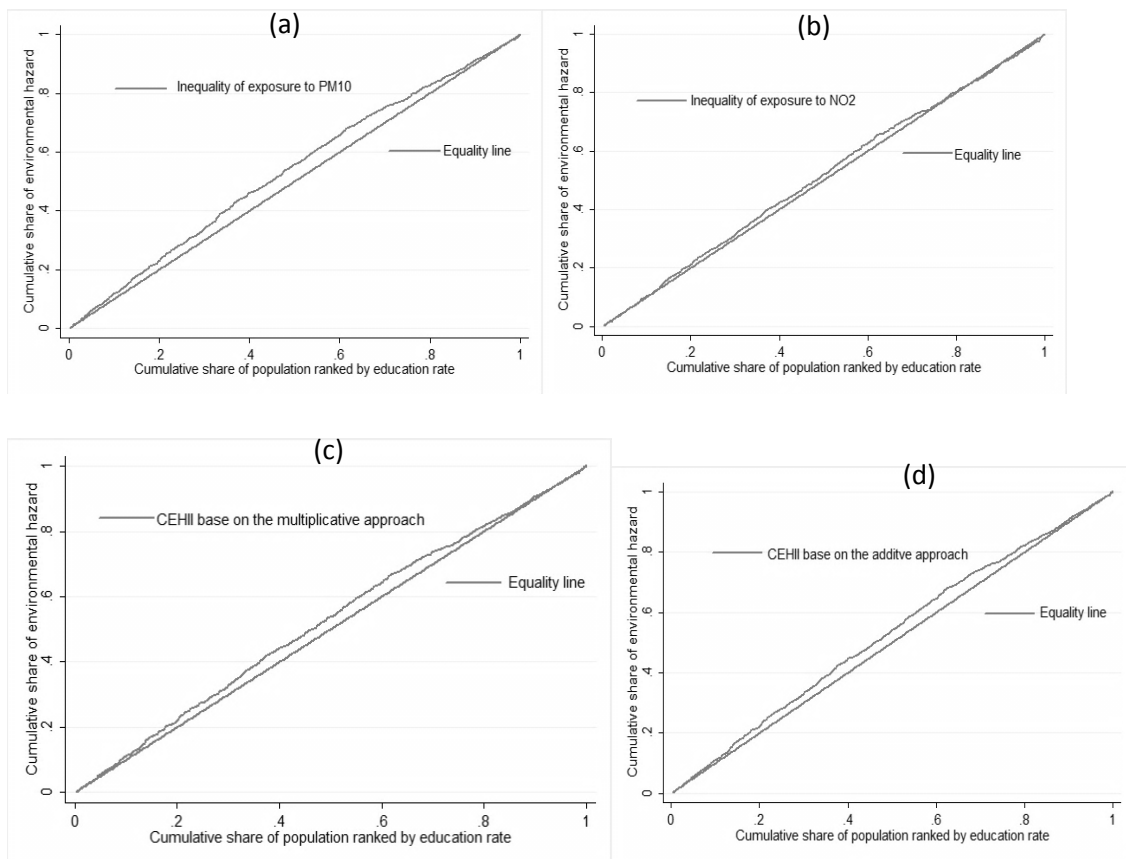 (a)
Cumulative share of environmental hazard
1
.8
.6
.4
.2
0
Inequality of exposure to PM10
Equality line
0 .2 .4 .6 .8 1
Cumulative share of population ranked by education rate
(b)
Cumulative share of environmental hazard
1
.8
.6
.4
.2
0
Inequality of exposure to NO2
Equality line
0 .2 .4 .6 .8 1
Cumulative share of population ranked by education rate
(c)
Cumulative share of environmental hazard
1
.8
.6
.4
.2
0
CEHII base on the multiplicative approach
Equality line
0 .2 .4 .6 .8 1
Cumulative share of population ranked by education rate
(d)
Cumulative share of environmental hazard
1
.8
.6
.4
.2
0
CEHII base on the additve approach
Equality line
0 .2 .4 .6 .8 1
Cumulative share of population ranked by education rate